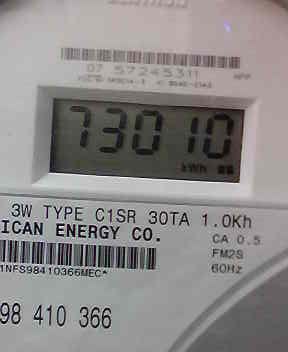 07 57245311
73010
kWh
3W TYPE C1SR 30TA 1.0Kh
ICAN ENERGY CO.
CA 0.5
FM2S
60Hz
1NFS98410366MEC*
98 410 366